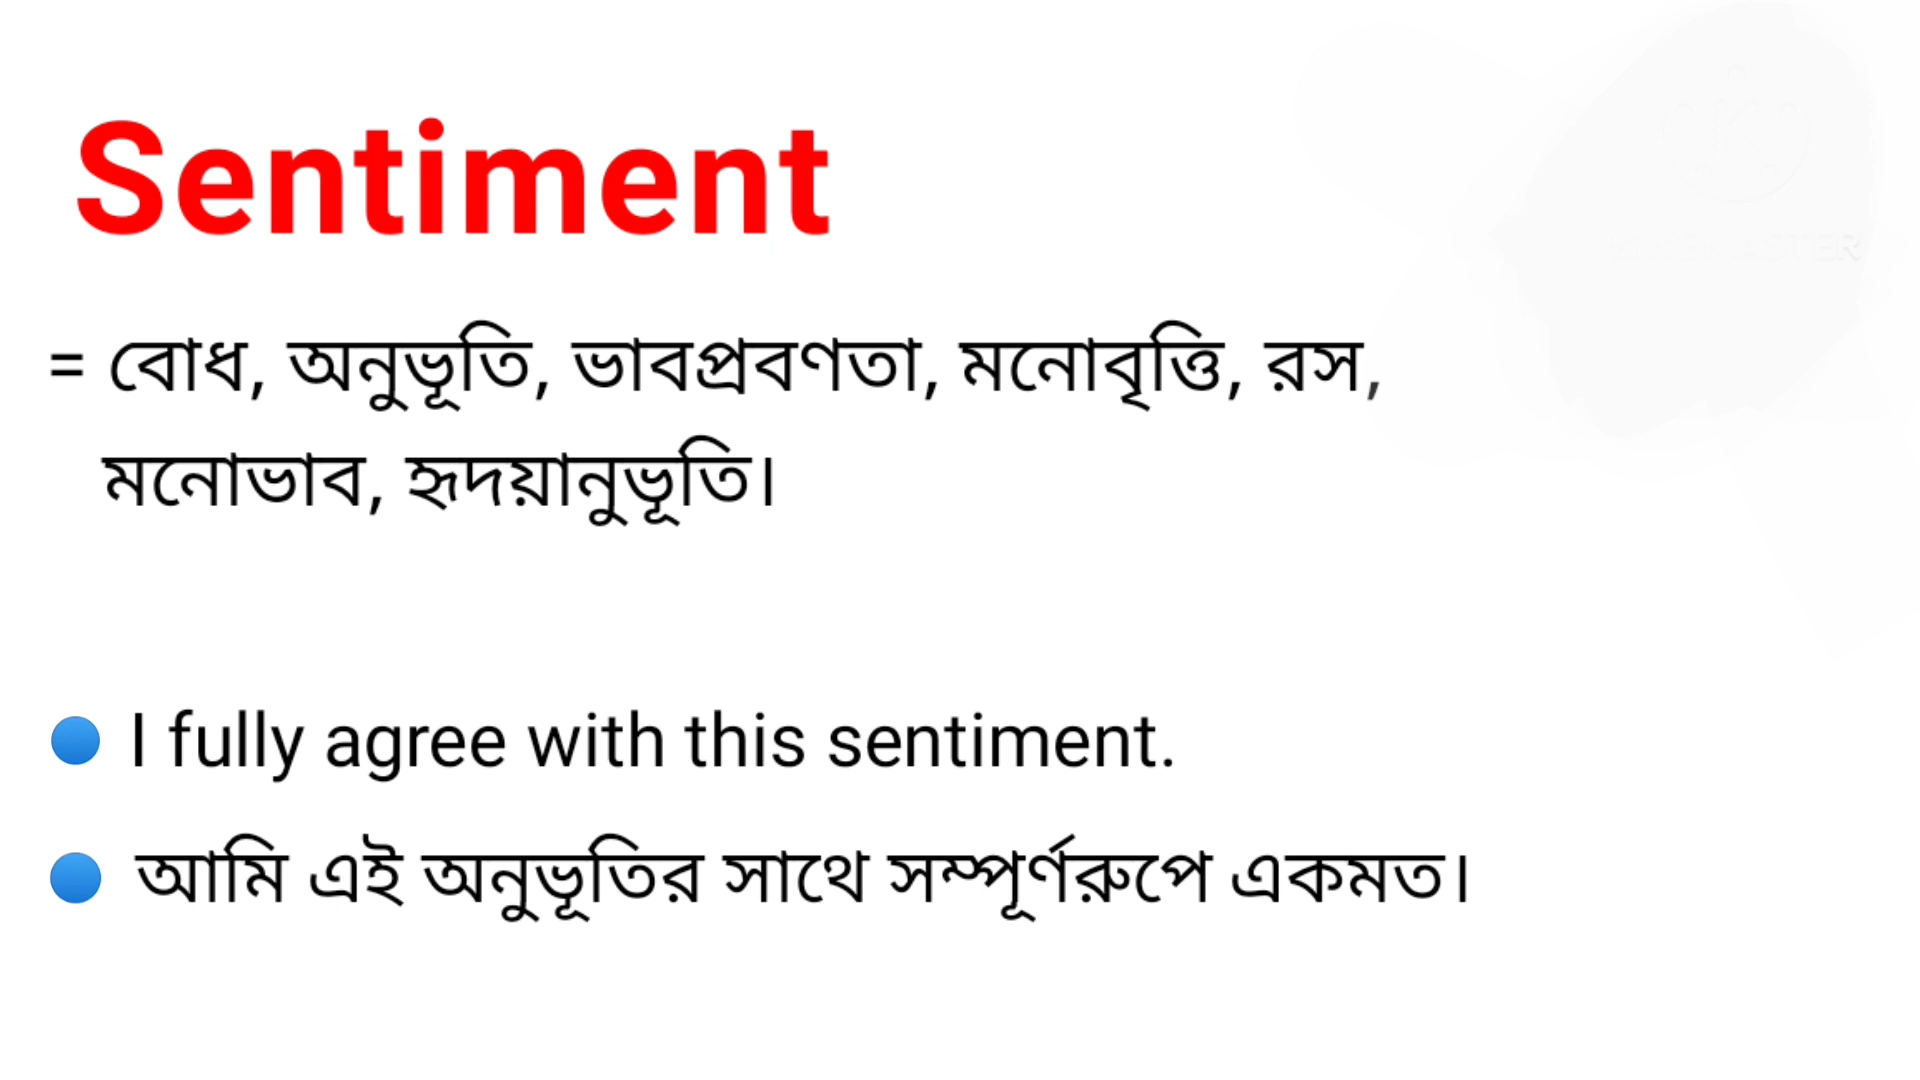 Sentiment
= বোধ, অনুভূতি, ভাবপ্রবণতা, মনোবৃত্তি, রস,
মনোভাব, হৃদয়ানুভূতি।
I fully agree with this sentiment.
আমি এই অনুভূতির সাথে সম্পূর্ণরুপে একমত।